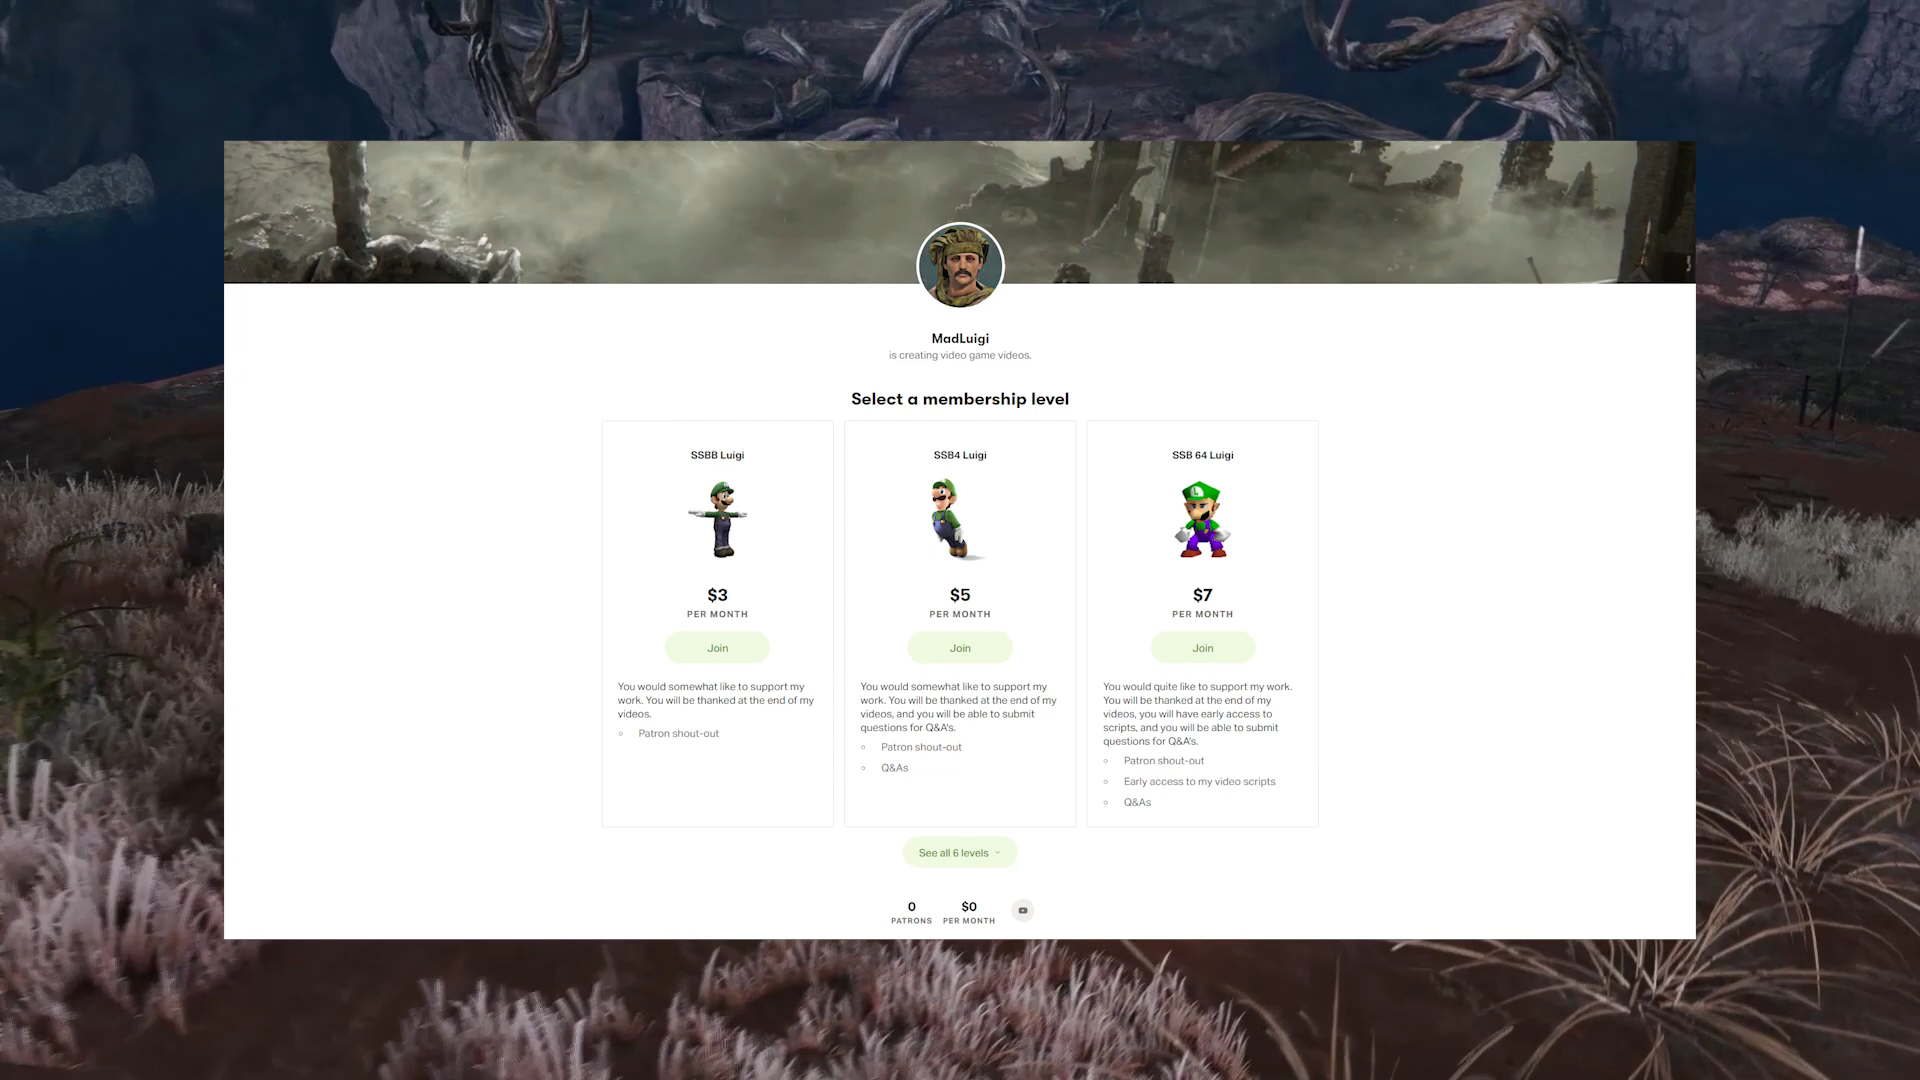 MadLuigi
is creating video game videos.
Select a membership level
SSBB Luigi
$3
PER MONTH
Join
You would somewhat like to support my
work. You will be thanked at the end of my
videos.
Patron shout-out
SSB4 Luigi
$5
PER MONTH
Join
You would somewhat like to support my
work. You will be thanked at the end of my
videos, and you will be able to submit
questions for Q&A's.
Patron shout-out
Q&As
SSB 64 Luigi
L
$7
PER MONTH
Join
You would quite like to support my work.
You will be thanked at the end of my
videos, you will have early access to
scripts, and you will be able to submit
questions for Q&A's.
Patron shout-out
Early access to my video scripts
Q&As
See all 6 levels
0
PATRONS
$0
PER MONTH